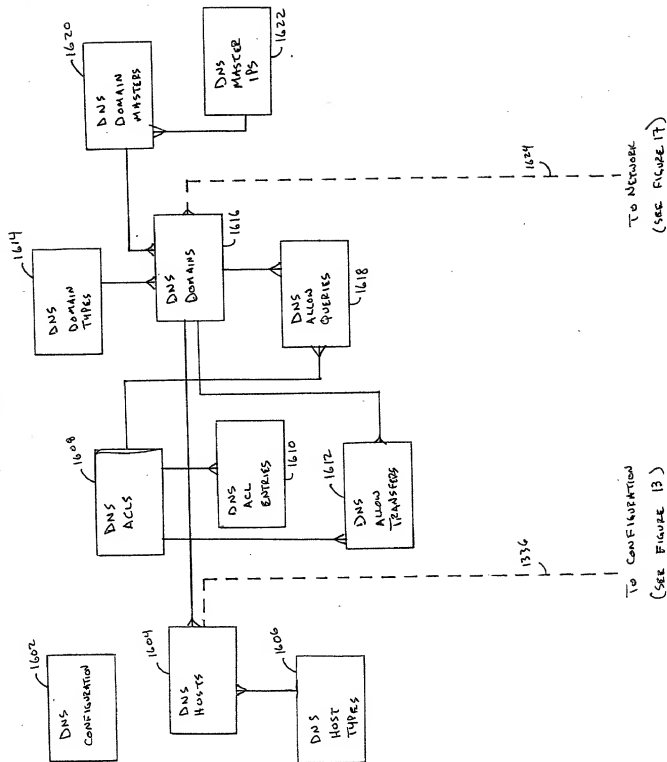 1602
DNS
CONFIGURATION
1604
DNS
HOSTS
1606
DNS
HOST
TYPES
1608
DNS
ACLS
DNS
ACL
ENTRIES
1610
1612
DNS
ALLOW
TRANSFERS
1614
DNS
DOMAIN
TYPES
DNS
DOMAINS
1616
DNS
ALLOW
QUERIES
1618
1620
DNS
DOMAIN
MASTERS
DNS
MASTER
IPS
1622
1336
TO CONFIGURATION
(SEE FIGURE 13)
1624
TO NETWORK
(SEE FIGURE 17)